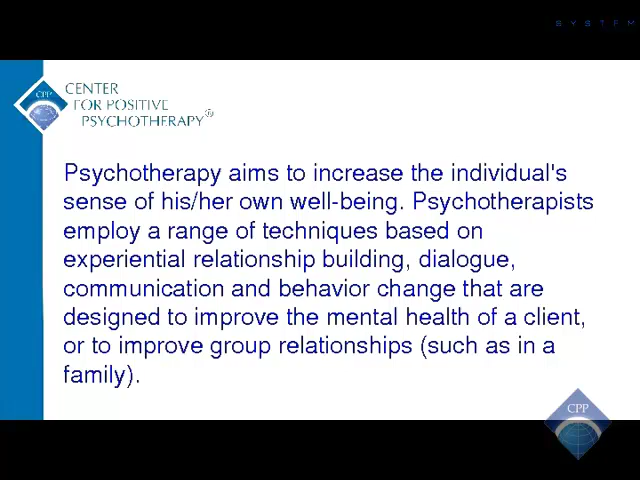 SYSTEM
CPP
CENTER
FOR POSITIVE
PSYCHOTHERAPY®
Psychotherapy aims to increase the individual's
sense of his/her own well-being. Psychotherapists
employ a range of techniques based on
experiential relationship building, dialogue,
communication and behavior change that are
designed to improve the mental health of a client,
or to improve group relationships (such as in a
family).
CPP